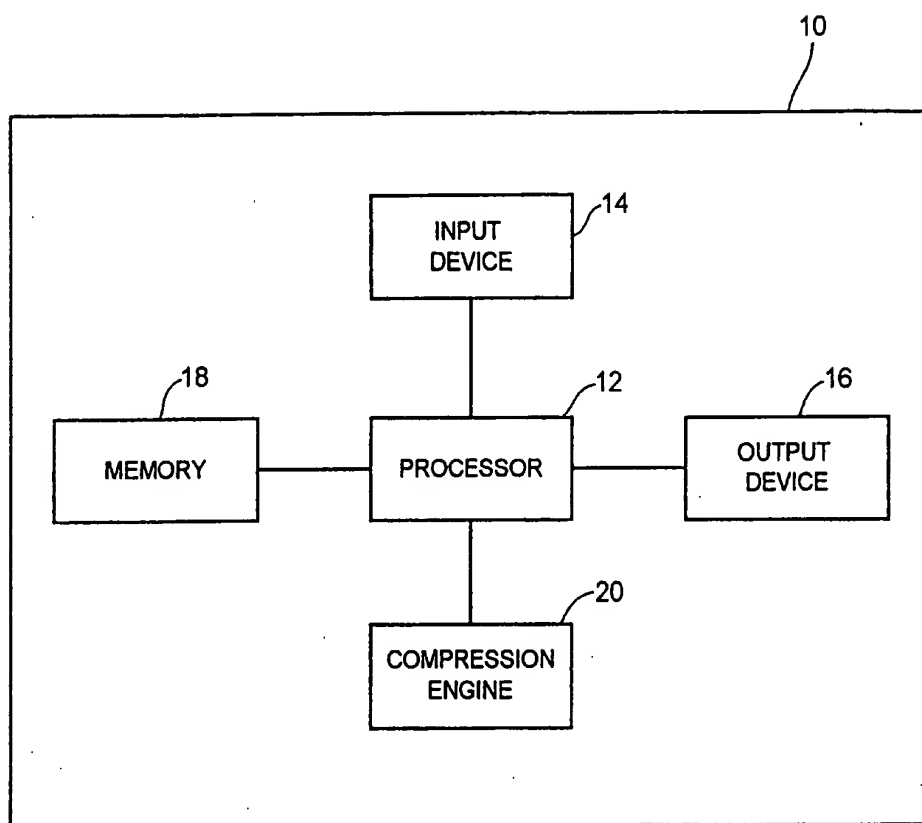 10
INPUT
DEVICE
14
18
MEMORY
12
PROCESSOR
16
OUTPUT
DEVICE
20
COMPRESSION
ENGINE